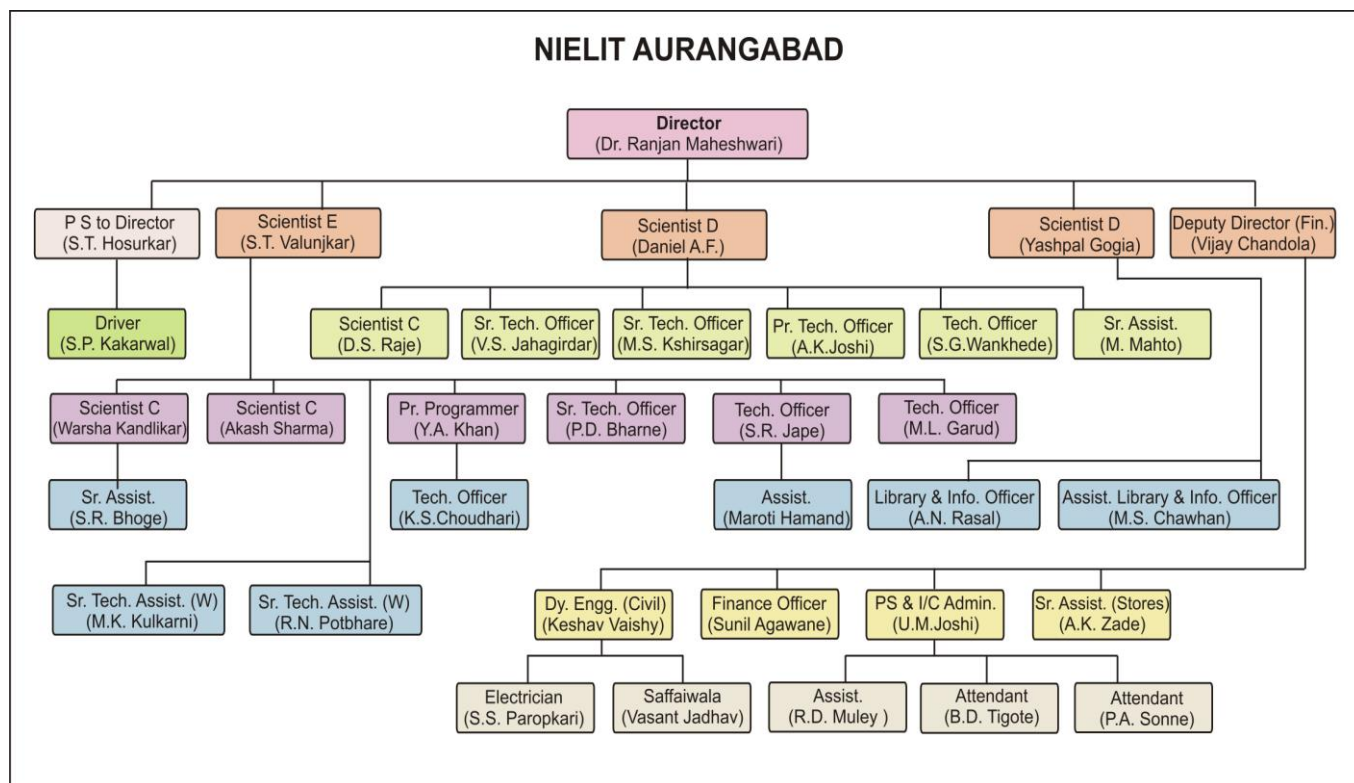 NIELIT AURANGABAD
Director
(Dr. Ranjan Maheshwari)
P S to Director
(S.T. Hosurkar)
Scientist E
(S.T. Valunjkar)
Scientist D
(Daniel A.F.)
Scientist D
(Yashpal Gogia)
Deputy Director (Fin.)
(Vijay Chandola)
Driver
(S.P. Kakarwal)
Scientist C
(D.S. Raje)
Sr. Tech. Officer
(V.S. Jahagirdar)
Sr. Tech. Officer
(M.S. Kshirsagar)
Pr. Tech. Officer
(A.K.Joshi)
Tech. Officer
(S.G.Wankhede)
Sr. Assist.
(M. Mahto)
Scientist C
(Warsha Kandlikar)
Scientist C
(Akash Sharma)
Pr. Programmer
(Y.A. Khan)
Sr. Tech. Officer
(P.D. Bharne)
Tech. Officer
(S.R. Jape)
Tech. Officer
(M.L. Garud)
Sr. Assist.
(S.R. Bhoge)
Tech. Officer
(K.S.Choudhari)
Assist.
(Maroti Hamand)
Library & Info. Officer
(A.N. Rasal)
Assist. Library & Info. Officer
(M.S. Chawhan)
Sr. Tech. Assist. (W)
(M.K. Kulkarni)
Sr. Tech. Assist. (W)
(R.N. Potbhare)
Dy. Engg. (Civil)
(Keshav Vaishy)
Finance Officer
(Sunil Agawane)
PS & I/C Admin.
(U.M.Joshi)
Sr. Assist. (Stores)
(A.K. Zade)
Electrician
(S.S. Paropkari)
Saffaiwala
(Vasant Jadhav)
Assist.
(R.D. Muley )
Attendant
(B.D. Tigote)
Attendant
(P.A. Sonne)